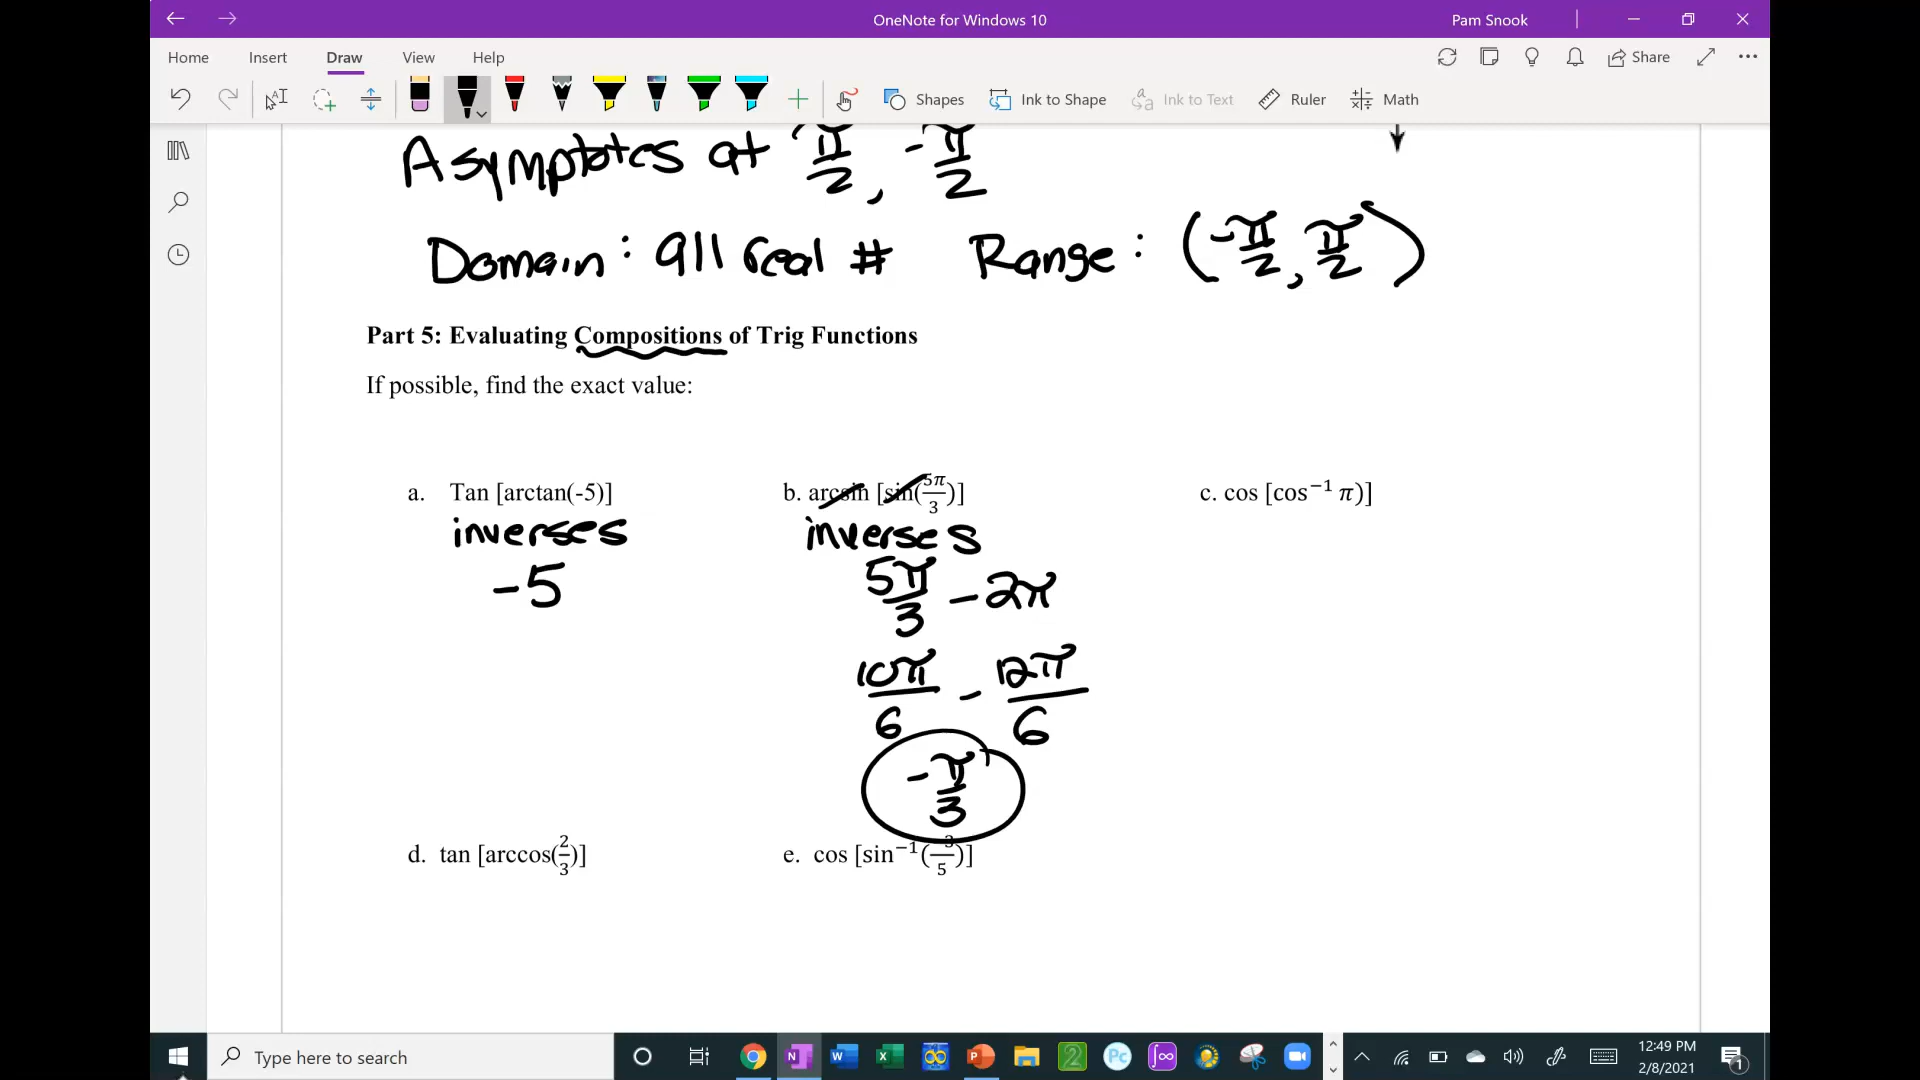 OneNote for Windows 10
Pam Snook
Home Insert Draw View Help
Share
Shapes Ink to Shape Ink to Text Ruler Math
Asymptotes at π/2, -π/2
Domain: all real # Range: (-π/2, π/2)
Part 5: Evaluating Compositions of Trig Functions
If possible, find the exact value:
a. Tan [arctan(-5)]
inverses
-5
b. arcsin [sin(5π/3)]
inverses
5π/3 - 2π
10π/6 - 12π/6
-π/3
c. cos [cos⁻¹ π)]
d. tan [arccos(2/3)]
e. cos [sin⁻¹(-3/5)]
Type here to search
12:49 PM
2/8/2021